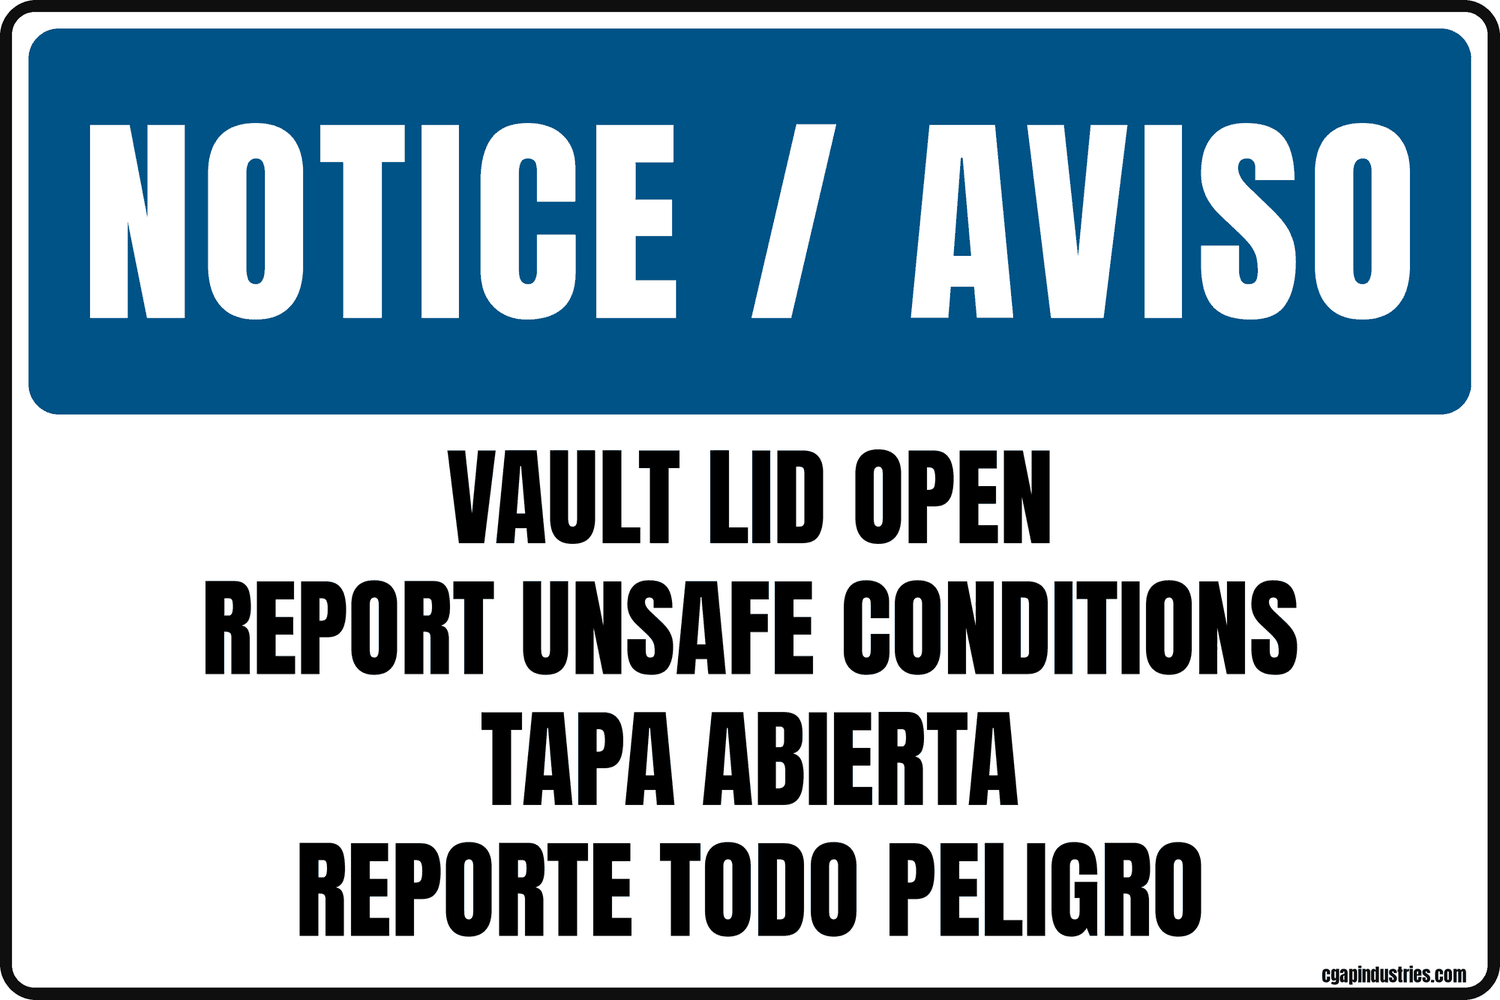 NOTICE / AVISO
VAULT LID OPEN
REPORT UNSAFE CONDITIONS
TAPA ABIERTA
REPORTE TODO PELIGRO
cgapindustries.com